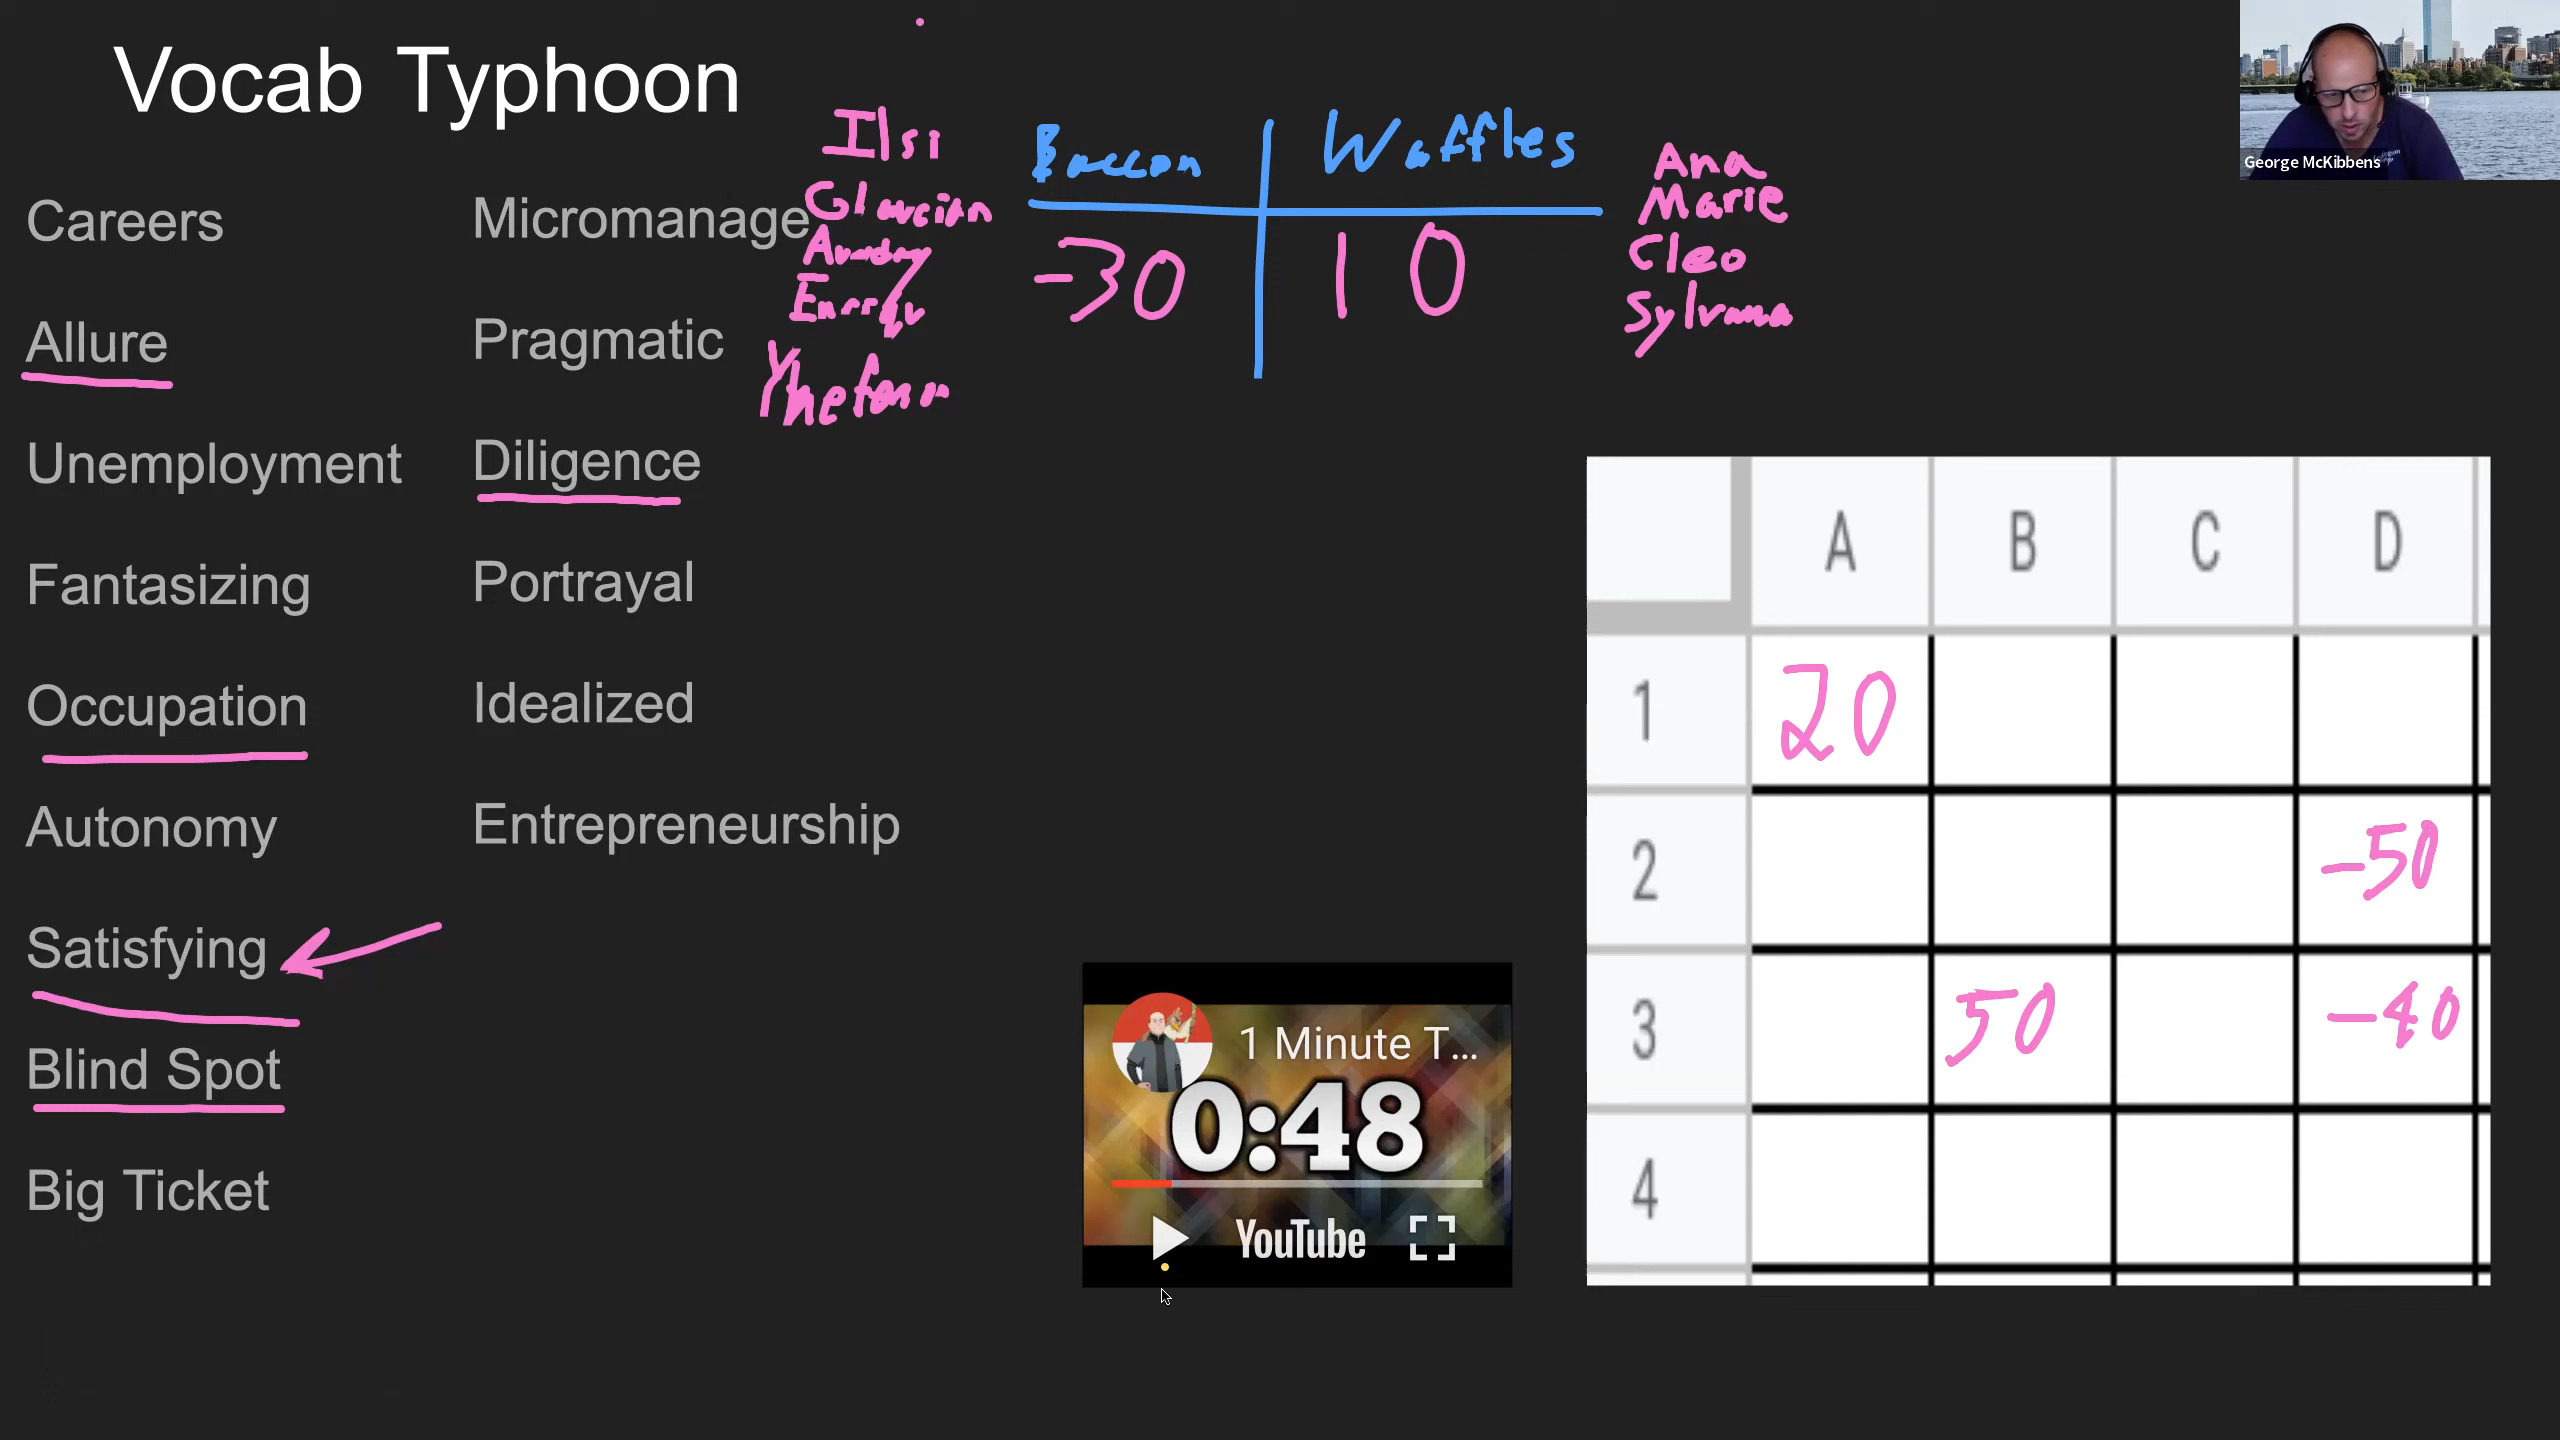 Vocab Typhoon
Careers
Allure
Unemployment
Fantasizing
Occupation
Autonomy
Satisfying
Blind Spot
Big Ticket
Micromanage
Pragmatic
Diligence
Portrayal
Idealized
Entrepreneurship
Ilsi
Baccon
Waffles
-30
10
Ana
Marie
Cleo
Sylvana
George McKibbens
A B C D
1 20
2 -50
3 50 -40
4
1 Minute T...
0:48
YouTube